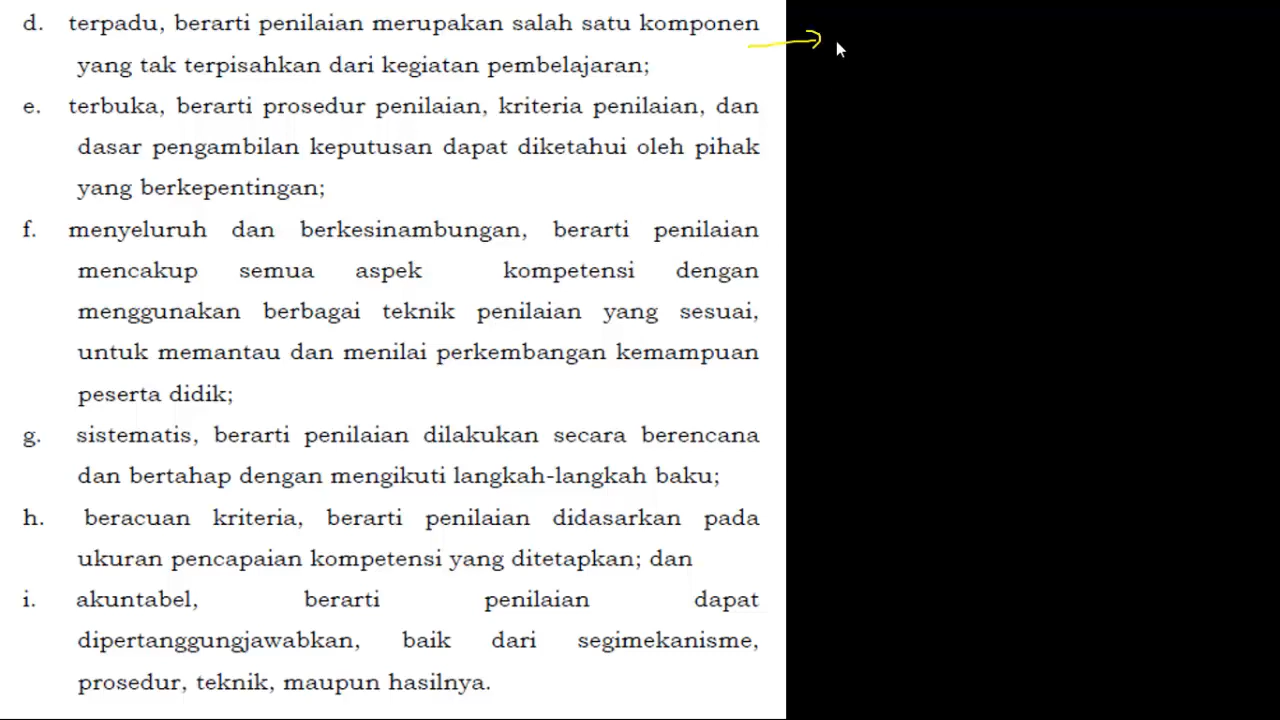 d. terpadu, berarti penilaian merupakan salah satu komponen
yang tak terpisahkan dari kegiatan pembelajaran;
e. terbuka, berarti prosedur penilaian, kriteria penilaian, dan
dasar pengambilan keputusan dapat diketahui oleh pihak
yang berkepentingan;
f. menyeluruh dan berkesinambungan, berarti penilaian
mencakup semua aspek kompetensi dengan
menggunakan berbagai teknik penilaian yang sesuai,
untuk memantau dan menilai perkembangan kemampuan
peserta didik;
g. sistematis, berarti penilaian dilakukan secara berencana
dan bertahap dengan mengikuti langkah-langkah baku;
h. beracuan kriteria, berarti penilaian didasarkan pada
ukuran pencapaian kompetensi yang ditetapkan; dan
i. akuntabel, berarti penilaian dapat
dipertanggungjawabkan, baik dari segimekanisme,
prosedur, teknik, maupun hasilnya.